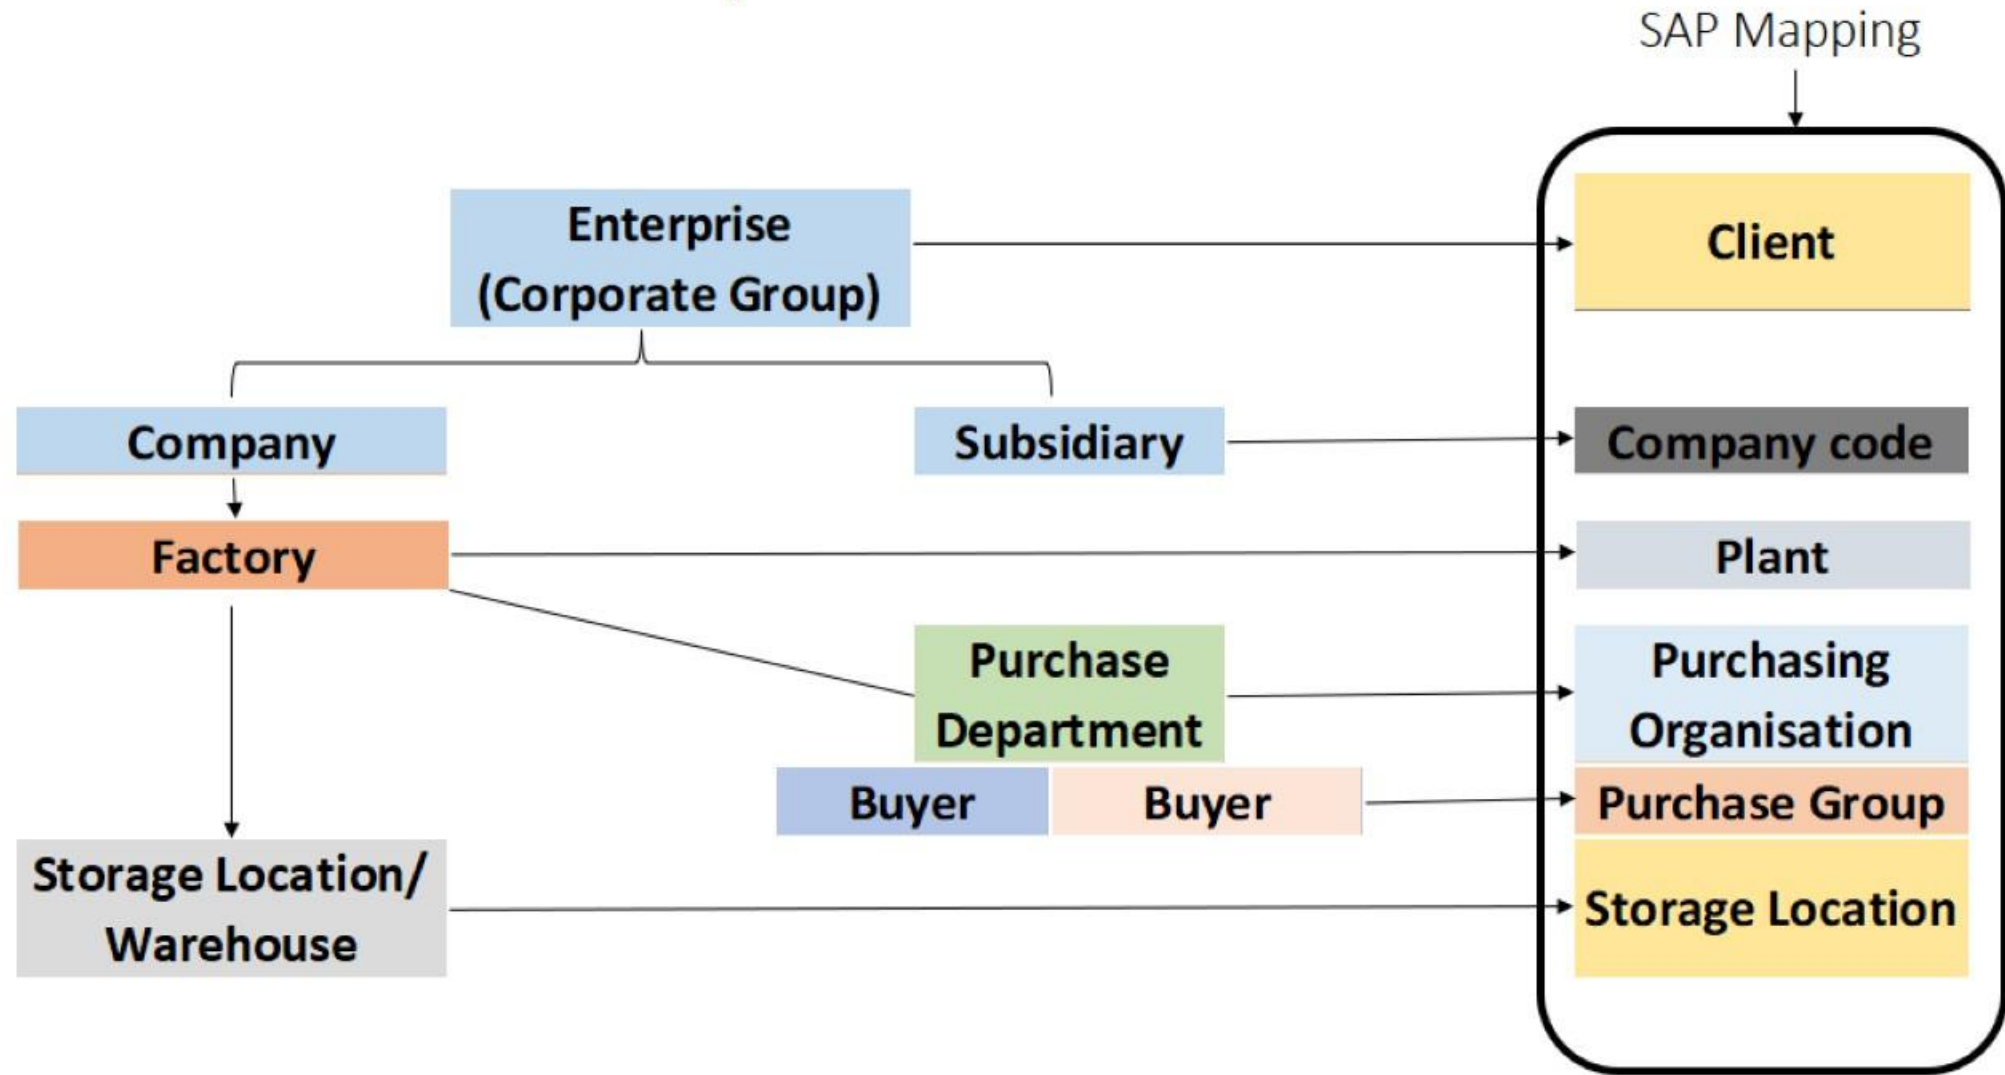 SAP Mapping
Enterprise
(Corporate Group)
Client
Company
Subsidiary
Company code
Factory
Plant
Purchase
Department
Purchasing
Organisation
Buyer
Buyer
Purchase Group
Storage Location/
Warehouse
Storage Location